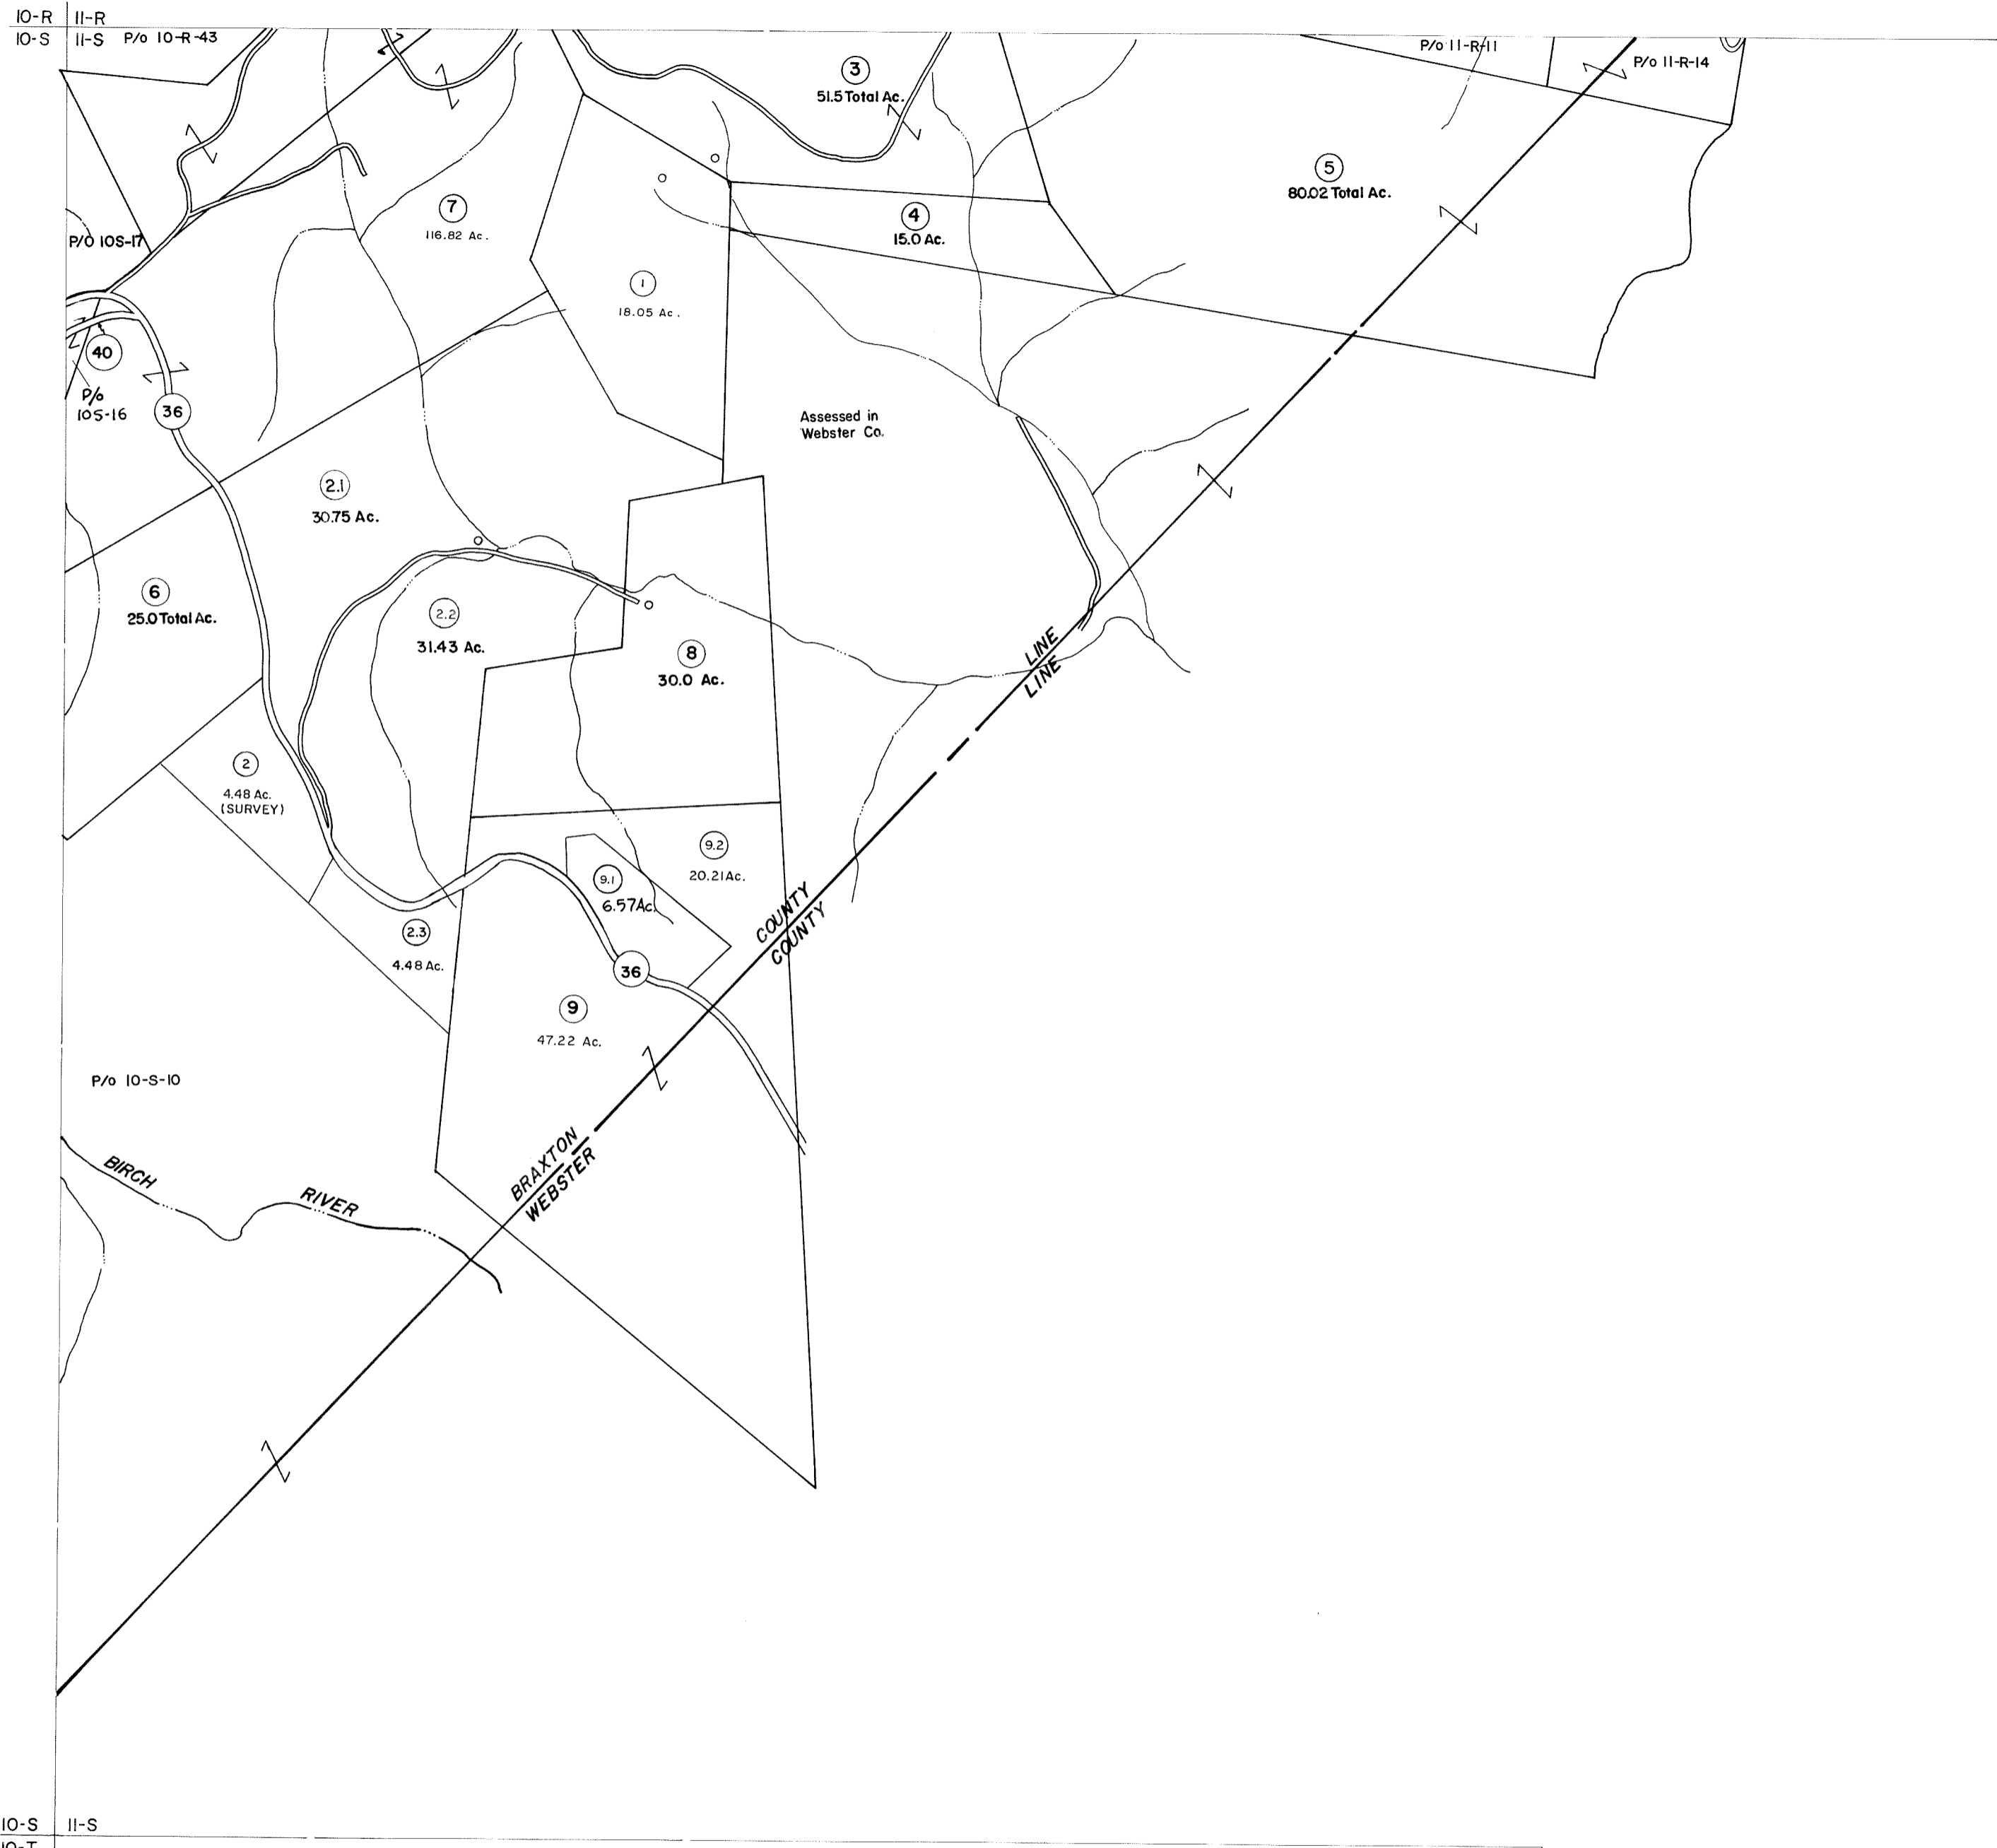 10-R 11-R
10-S 11-S P/o 10-R-43
P/o 11-R-11
P/o 11-R-14
3
51.5 Total Ac.
5
80.02 Total Ac.
7
116.82 Ac.
4
15.0 Ac.
P/O 10S-17
1
18.05 Ac.
40
P/o
10S-16
36
Assessed in
Webster Co.
2.1
30.75 Ac.
6
25.0 Total Ac.
2.2
31.43 Ac.
8
30.0 Ac.
LINE
LINE
2
4.48 Ac.
(SURVEY)
9.2
20.21 Ac.
9.1
6.57 Ac.
COUNTY
COUNTY
2.3
4.48 Ac.
36
9
47.22 Ac.
P/o 10-S-10
BRAXTON
WEBSTER
BIRCH RIVER
10-S 11-S
10-T